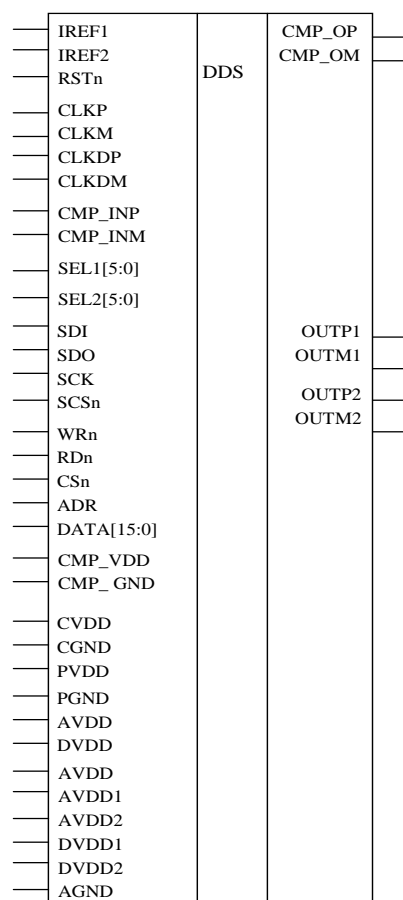 IREF1
IREF2
RSTn
CLKP
CLKM
CLKDP
CLKDM
CMP_INP
CMP_INM
SEL1[5:0]
SEL2[5:0]
SDI
SDO
SCK
SCSn
WRn
RDn
CSn
ADR
DATA[15:0]
CMP_VDD
CMP_ GND
CVDD
CGND
PVDD
PGND
AVDD
DVDD
AVDD
AVDD1
AVDD2
DVDD1
DVDD2
AGND
DDS
CMP_OP
CMP_OM
OUTP1
OUTM1
OUTP2
OUTM2